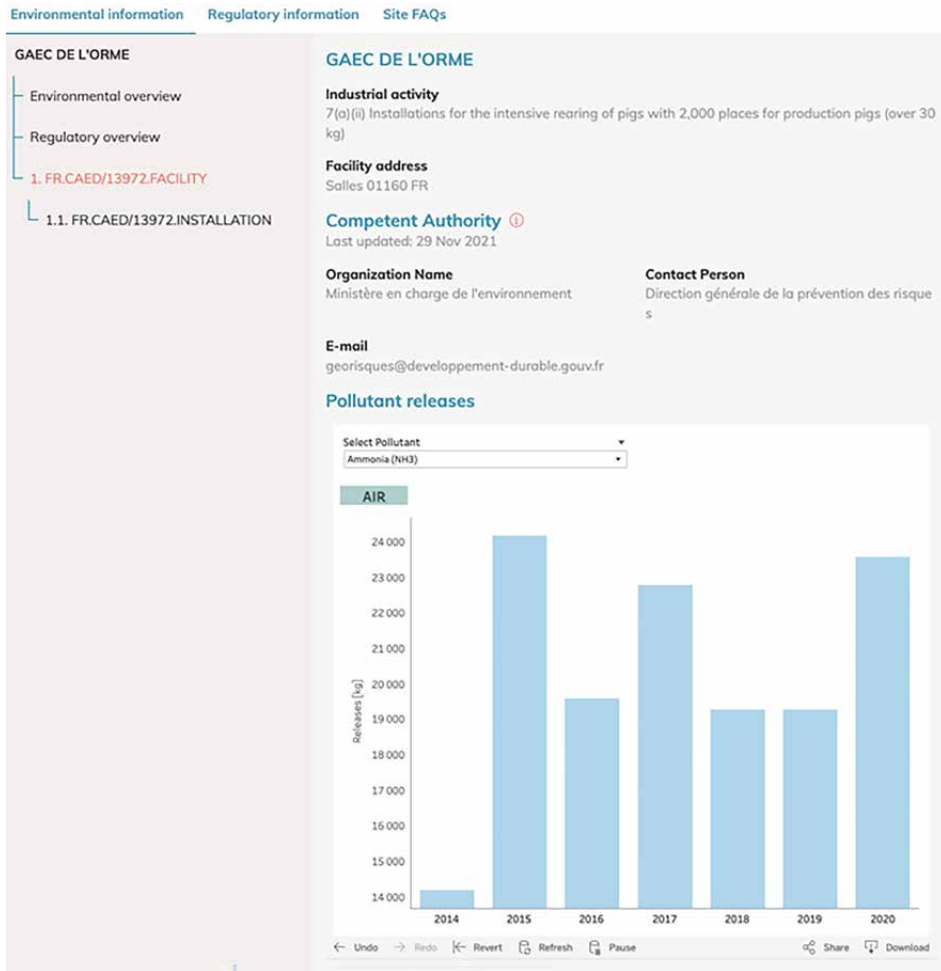 Environmental information Regulatory information Site FAQs
GAEC DE L'ORME
Environmental overview
Regulatory overview
1. FR.CAED/13972.FACILITY
1.1. FR.CAED/13972.INSTALLATION
GAEC DE L'ORME
Industrial activity
7(a)(ii) Installations for the intensive rearing of pigs with 2,000 places for production pigs (over 30
kg)
Facility address
Salles 01160 FR
Competent Authority
Last updated: 29 Nov 2021
Organization Name
Ministère en charge de l'environnement
Contact Person
Direction générale de la prévention des risque
s
E-mail
georisques@developpement-durable.gouv.fr
Pollutant releases
Select Pollutant
Ammonia (NH3)
AIR
Releases [kg]
24 000
23 000
22 000
21 000
20 000
19 000
18 000
17 000
16 000
15 000
14 000
2014 2015 2016 2017 2018 2019 2020
Undo Redo Revert Refresh Pause Share Download